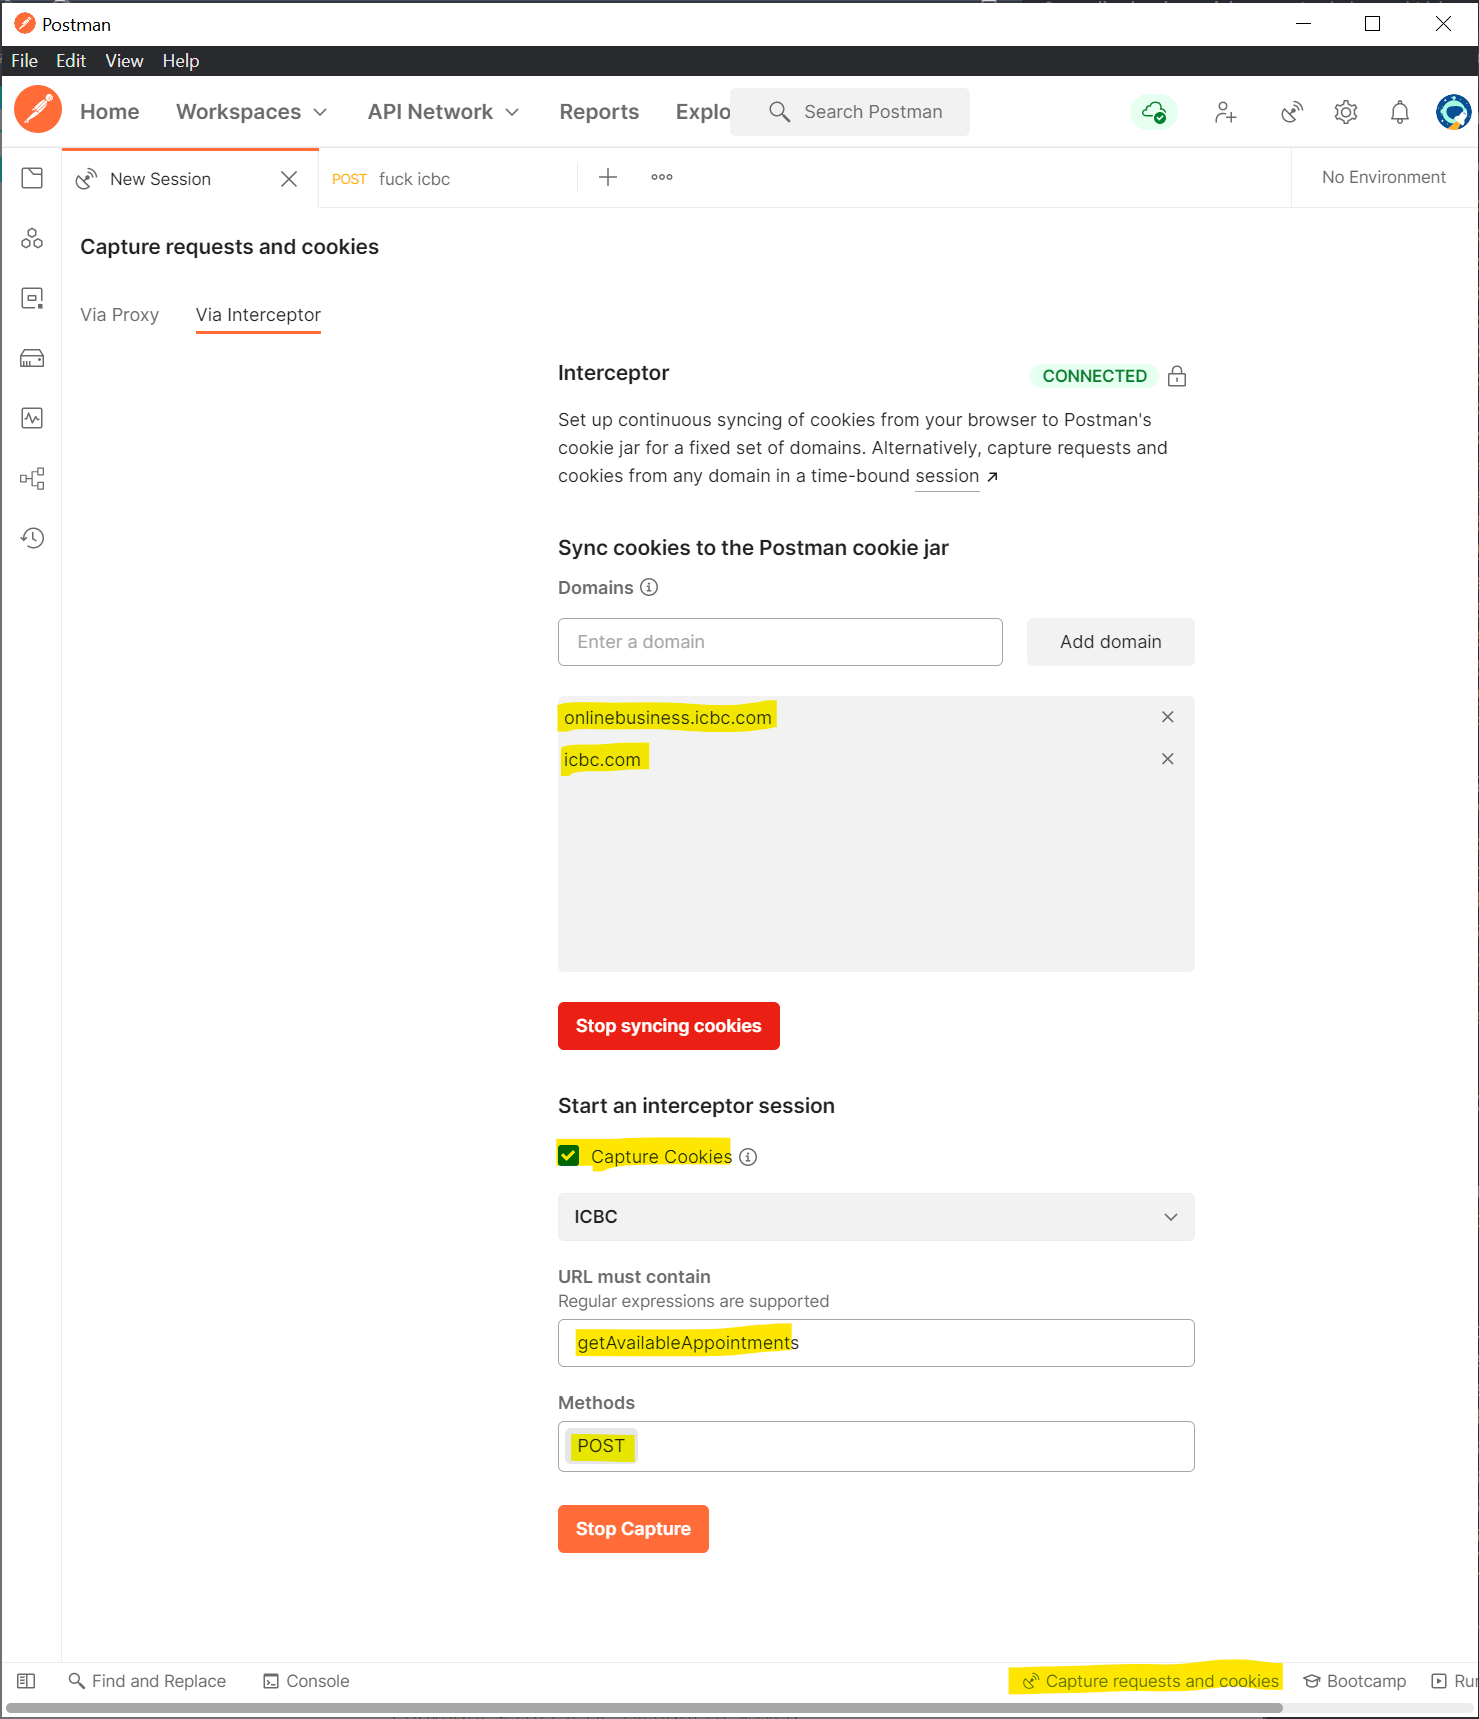 Postman
File Edit View Help
Home Workspaces API Network Reports Explo Search Postman
New Session POST fuck icbc No Environment
Capture requests and cookies
Via Proxy Via Interceptor
Interceptor CONNECTED
Set up continuous syncing of cookies from your browser to Postman's
cookie jar for a fixed set of domains. Alternatively, capture requests and
cookies from any domain in a time-bound session ↗
Sync cookies to the Postman cookie jar
Domains
Enter a domain Add domain
onlinebusiness.icbc.com
icbc.com
Stop syncing cookies
Start an interceptor session
Capture Cookies
ICBC
URL must contain
Regular expressions are supported
getAvailableAppointments
Methods
POST
Stop Capture
Find and Replace Console Capture requests and cookies Bootcamp Run